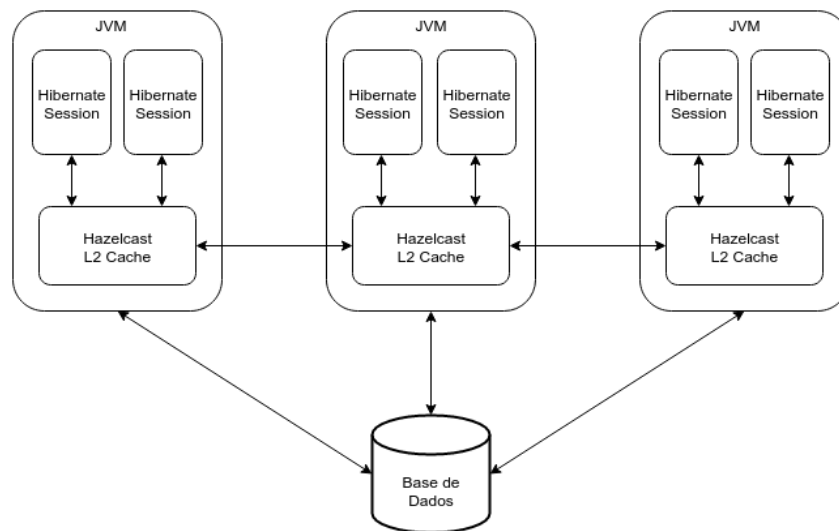 JVM
JVM
JVM
Hibernate
Session
Hibernate
Session
Hibernate
Session
Hibernate
Session
Hibernate
Session
Hibernate
Session
Hazelcast
L2 Cache
Hazelcast
L2 Cache
Hazelcast
L2 Cache
Base de
Dados